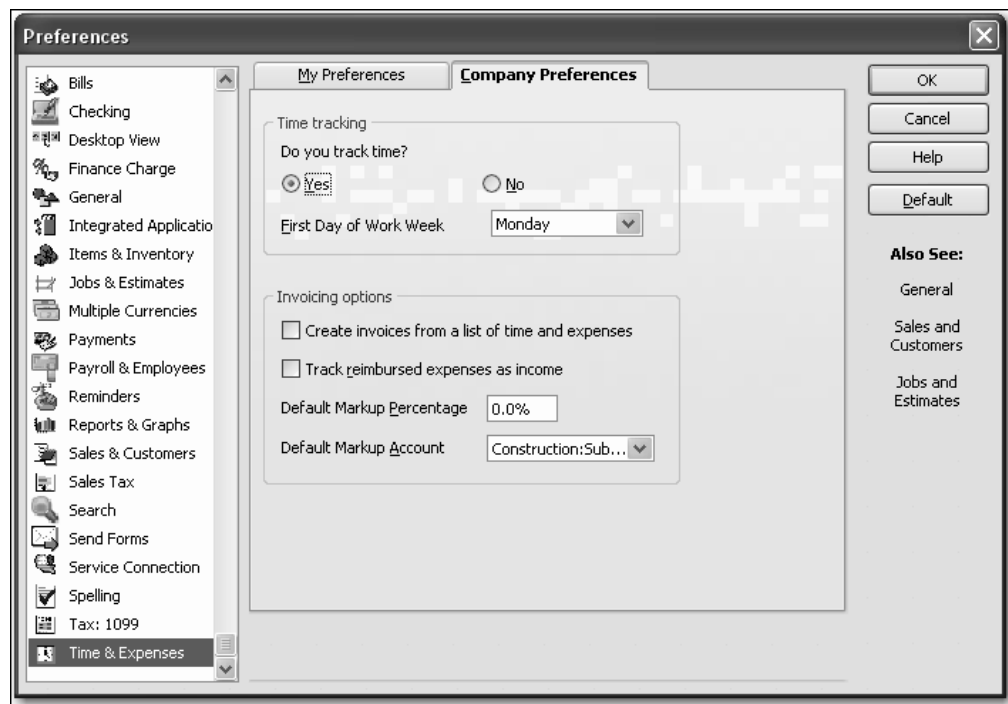 Preferences
Bills
Checking
Desktop View
Finance Charge
General
Integrated Applicatio
Items & Inventory
Jobs & Estimates
Multiple Currencies
Payments
Payroll & Employees
Reminders
Reports & Graphs
Sales & Customers
Sales Tax
Search
Send Forms
Service Connection
Spelling
Tax: 1099
Time & Expenses
My Preferences
Company Preferences
Time tracking
Do you track time?
Yes
No
First Day of Work Week
Monday
Invoicing options
Create invoices from a list of time and expenses
Track reimbursed expenses as income
Default Markup Percentage
0.0%
Default Markup Account
Construction:Sub...
OK
Cancel
Help
Default
Also See:
General
Sales and
Customers
Jobs and
Estimates